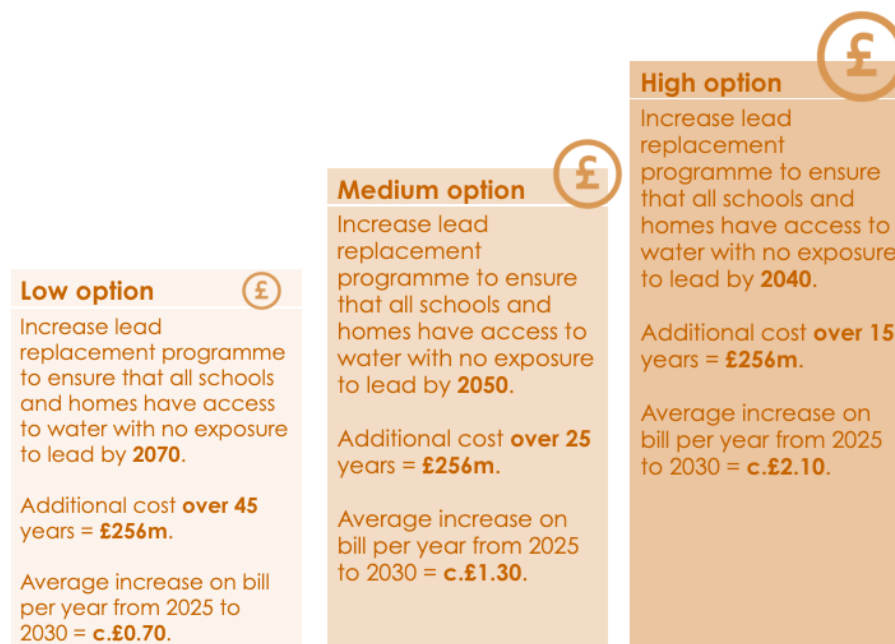 Low option
£
Increase lead
replacement programme
to ensure that all schools
and homes have access
to water with no exposure
to lead by 2070.
Additional cost over 45
years = £256m.
Average increase on bill
per year from 2025 to
2030 = c.£0.70.
Medium option
£
Increase lead
replacement
programme to ensure
that all schools and
homes have access to
water with no exposure
to lead by 2050.
Additional cost over 25
years = £256m.
Average increase on
bill per year from 2025
to 2030 = c.£1.30.
High option
£
Increase lead
replacement
programme to ensure
that all schools and
homes have access to
water with no exposure
to lead by 2040.
Additional cost over 15
years = £256m.
Average increase on
bill per year from 2025
to 2030 = c.£2.10.